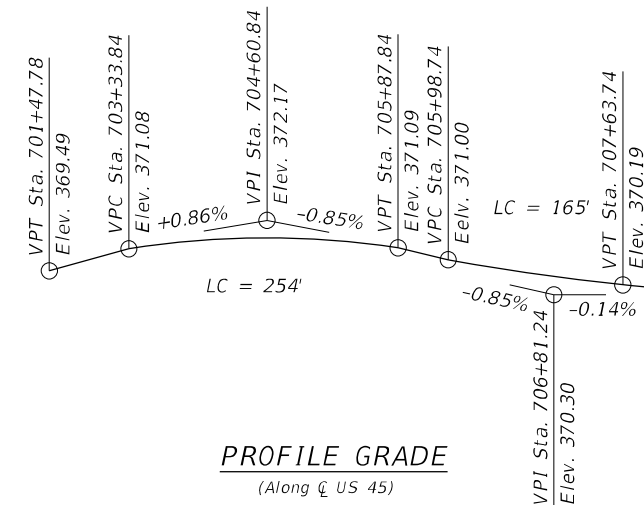 VPT Sta. 701+47.78
Elev. 369.49
VPC Sta. 703+33.84
Elev. 371.08
+0.86%
VPI Sta. 704+60.84
Elev. 372.17
-0.85%
LC = 254'
VPT Sta. 705+87.84
Elev. 371.09
VPC Sta. 705+98.74
Eelv. 371.00
LC = 165'
-0.85%
VPI Sta. 706+81.24
Elev. 370.30
-0.14%
VPT Sta. 707+63.74
Elev. 370.19
PROFILE GRADE
(Along ℄ US 45)